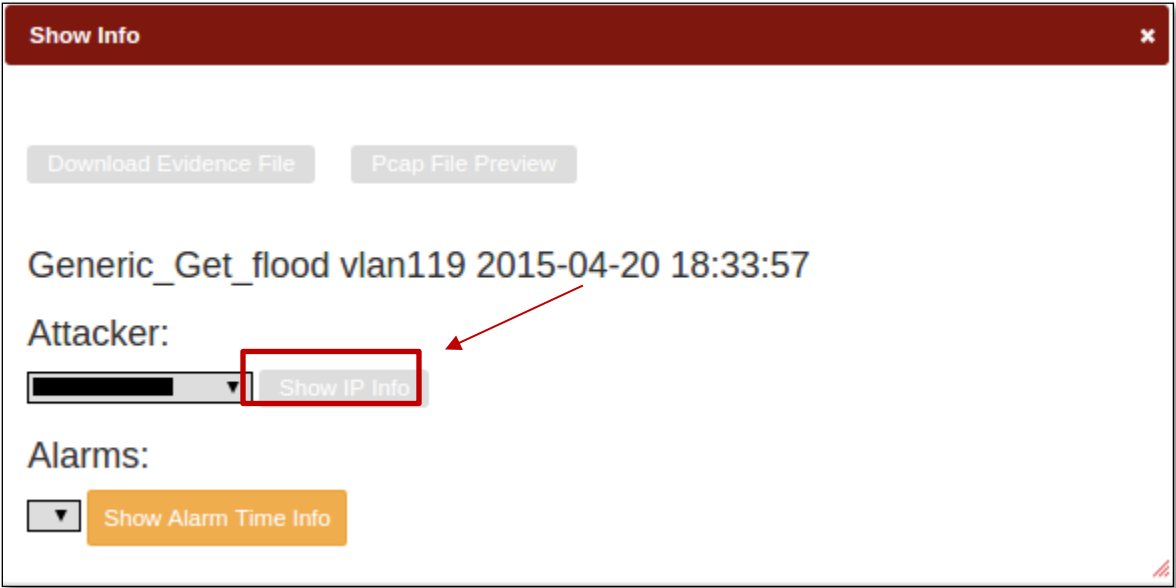 Show Info
Download Evidence File Pcap File Preview
Generic_Get_flood vlan119 2015-04-20 18:33:57
Attacker:
Show IP Info
Alarms:
Show Alarm Time Info